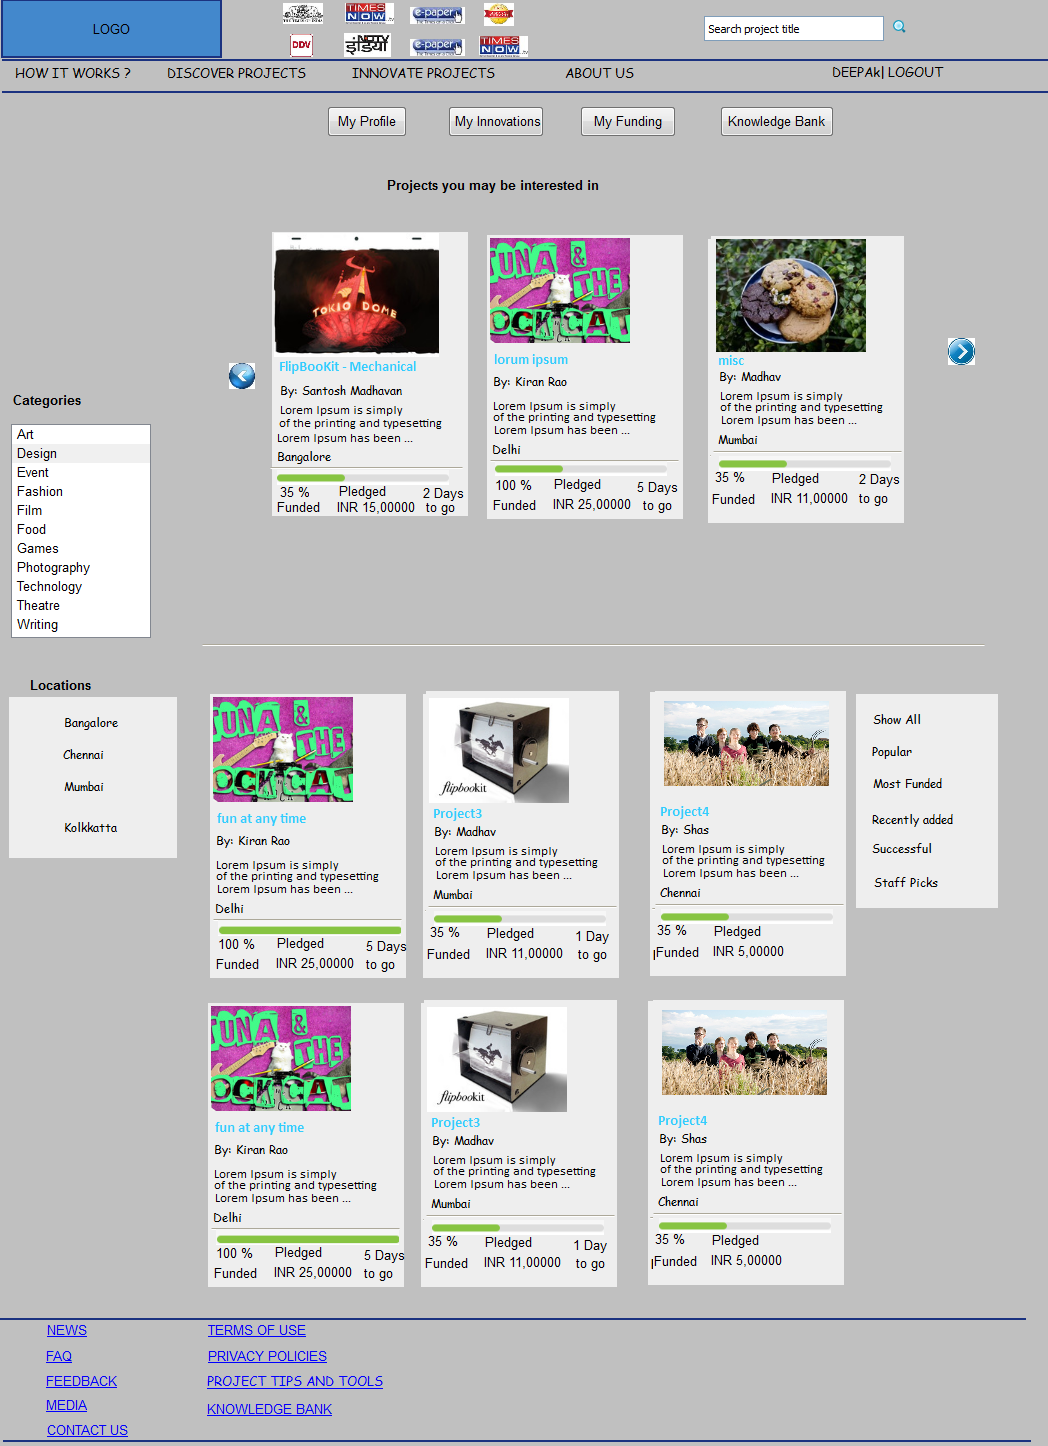 LOGO
TIMES
NOW
.tv
e-paper
DDV
NDTV
इंडिया
e-paper
TIMES
NOW
.tv
Search project title
HOW IT WORKS ?
DISCOVER PROJECTS
INNOVATE PROJECTS
ABOUT US
DEEPAk| LOGOUT
My Profile
My Innovations
My Funding
Knowledge Bank
Projects you may be interested in
TOKIO DOME
FlipBooKit - Mechanical
By: Santosh Madhavan
Lorem Ipsum is simply
of the printing and typesetting
Lorem Ipsum has been ...
Bangalore
35 %
Funded
Pledged
INR 15,00000
2 Days
to go
TUNA &
THE
OCK CAT
lorum ipsum
By: Kiran Rao
Lorem Ipsum is simply
of the printing and typesetting
Lorem Ipsum has been ...
Delhi
100 %
Funded
Pledged
INR 25,00000
5 Days
to go
misc
By: Madhav
Lorem Ipsum is simply
of the printing and typesetting
Lorem Ipsum has been ...
Mumbai
35 %
Funded
Pledged
INR 11,00000
2 Days
to go
Categories
Art
Design
Event
Fashion
Film
Food
Games
Photography
Technology
Theatre
Writing
Locations
Bangalore
Chennai
Mumbai
Kolkkatta
TUNA &
THE
OCK CAT
fun at any time
By: Kiran Rao
Lorem Ipsum is simply
of the printing and typesetting
Lorem Ipsum has been ...
Delhi
100 %
Funded
Pledged
INR 25,00000
5 Days
to go
flipbookit
Project3
By: Madhav
Lorem Ipsum is simply
of the printing and typesetting
Lorem Ipsum has been ...
Mumbai
35 %
Funded
Pledged
INR 11,00000
1 Day
to go
Project4
By: Shas
Lorem Ipsum is simply
of the printing and typesetting
Lorem Ipsum has been ...
Chennai
35 %
Funded
Pledged
INR 5,00000
Show All
Popular
Most Funded
Recently added
Successful
Staff Picks
TUNA &
THE
OCK CAT
fun at any time
By: Kiran Rao
Lorem Ipsum is simply
of the printing and typesetting
Lorem Ipsum has been ...
Delhi
100 %
Funded
Pledged
INR 25,00000
5 Days
to go
flipbookit
Project3
By: Madhav
Lorem Ipsum is simply
of the printing and typesetting
Lorem Ipsum has been ...
Mumbai
35 %
Funded
Pledged
INR 11,00000
1 Day
to go
Project4
By: Shas
Lorem Ipsum is simply
of the printing and typesetting
Lorem Ipsum has been ...
Chennai
35 %
Funded
Pledged
INR 5,00000
NEWS
FAQ
FEEDBACK
MEDIA
CONTACT US
TERMS OF USE
PRIVACY POLICIES
PROJECT TIPS AND TOOLS
KNOWLEDGE BANK